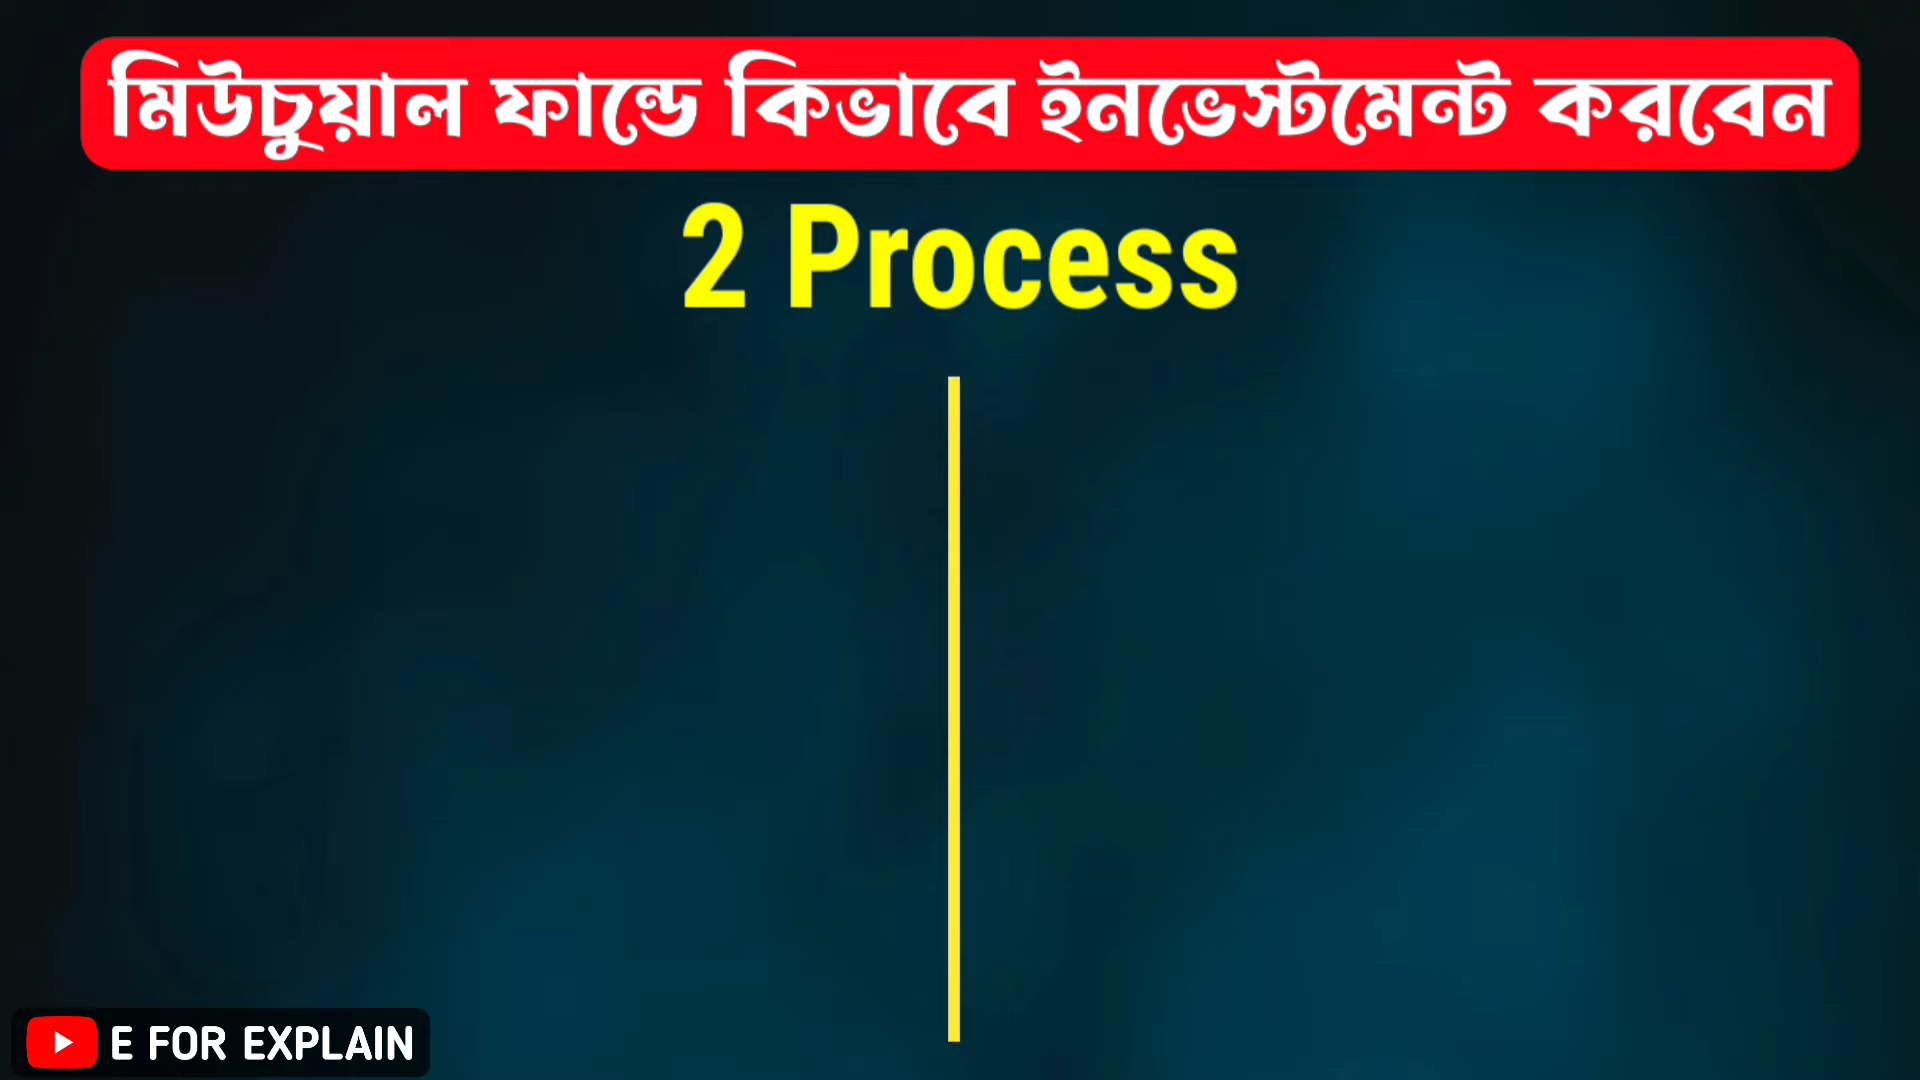 মিউচুয়াল ফান্ডে কিভাবে ইনভেস্টমেন্ট করবেন
2 Process
E FOR EXPLAIN